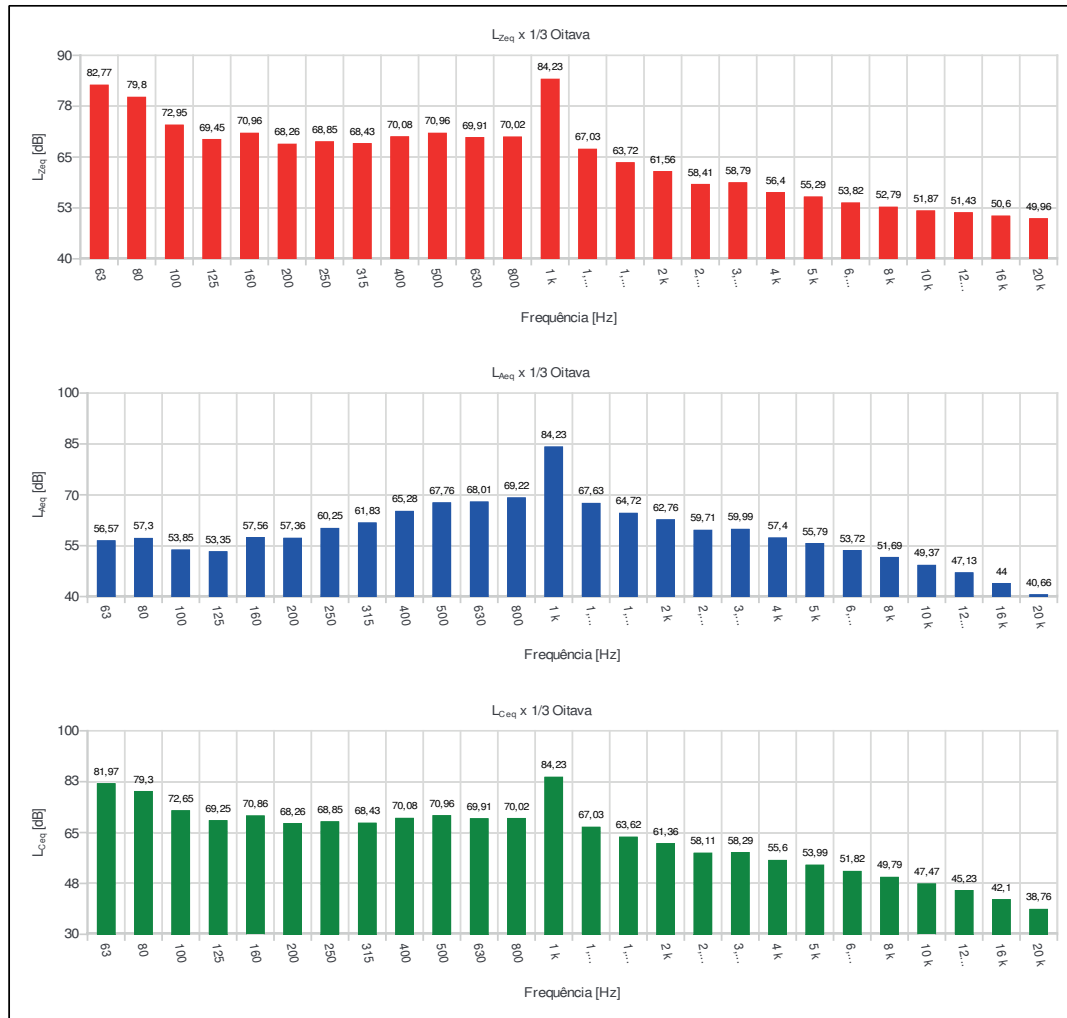 LZeq x 1/3 Oitava
LZeq [dB]
90
78
65
53
40
82,77 79,8 72,95 69,45 70,96 68,26 68,85 68,43 70,08 70,96 69,91 70,02 84,23 67,03 63,72 61,56 58,41 58,79 56,4 55,29 53,82 52,79 51,87 51,43 50,6 49,96
63 80 100 125 160 200 250 315 400 500 630 800 1 k 1,... 1,... 2 k 2,... 3,... 4 k 5 k 6,... 8 k 10 k 12... 16 k 20 k
Frequência [Hz]
LAeq x 1/3 Oitava
LAeq [dB]
100
85
70
55
40
56,57 57,3 53,85 53,35 57,56 57,36 60,25 61,83 65,28 67,76 68,01 69,22 84,23 67,63 64,72 62,76 59,71 59,99 57,4 55,79 53,72 51,69 49,37 47,13 44 40,66
63 80 100 125 160 200 250 315 400 500 630 800 1 k 1,... 1,... 2 k 2,... 3,... 4 k 5 k 6,... 8 k 10 k 12... 16 k 20 k
Frequência [Hz]
LCeq x 1/3 Oitava
LCeq [dB]
100
83
65
48
30
81,97 79,3 72,65 69,25 70,86 68,26 68,85 68,43 70,08 70,96 69,91 70,02 84,23 67,03 63,62 61,36 58,11 58,29 55,6 53,99 51,82 49,79 47,47 45,23 42,1 38,76
63 80 100 125 160 200 250 315 400 500 630 800 1 k 1,... 1,... 2 k 2,... 3,... 4 k 5 k 6,... 8 k 10 k 12... 16 k 20 k
Frequência [Hz]